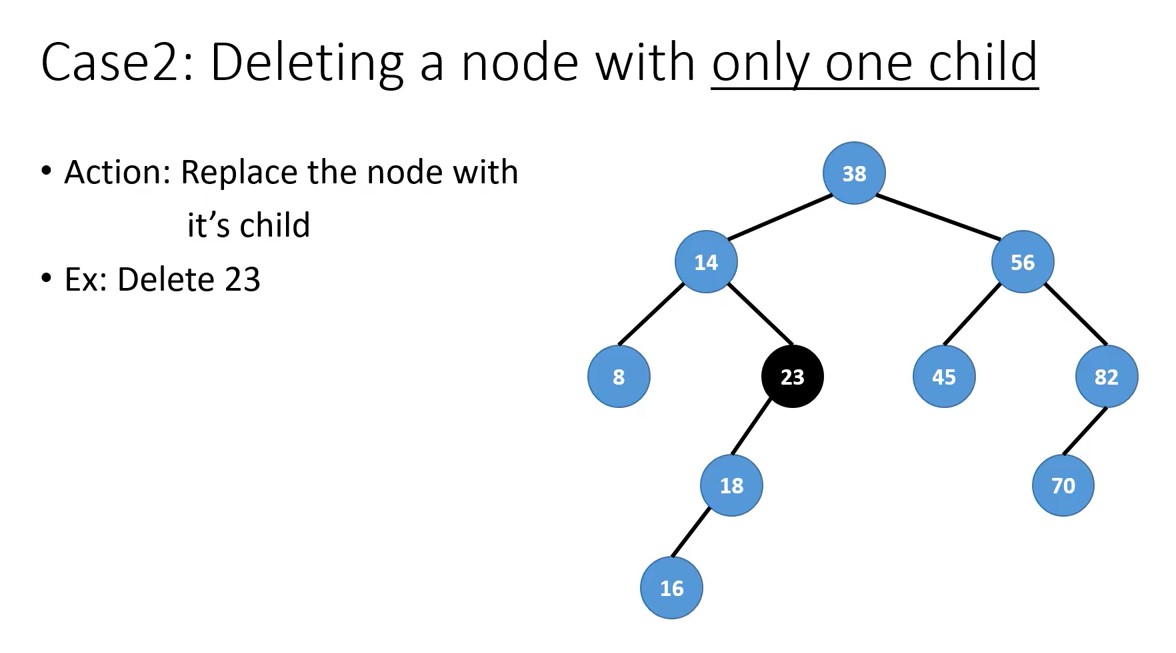 Case2: Deleting a node with only one child
• Action: Replace the node with
it’s child
• Ex: Delete 23
38
14
56
8
23
45
82
18
70
16